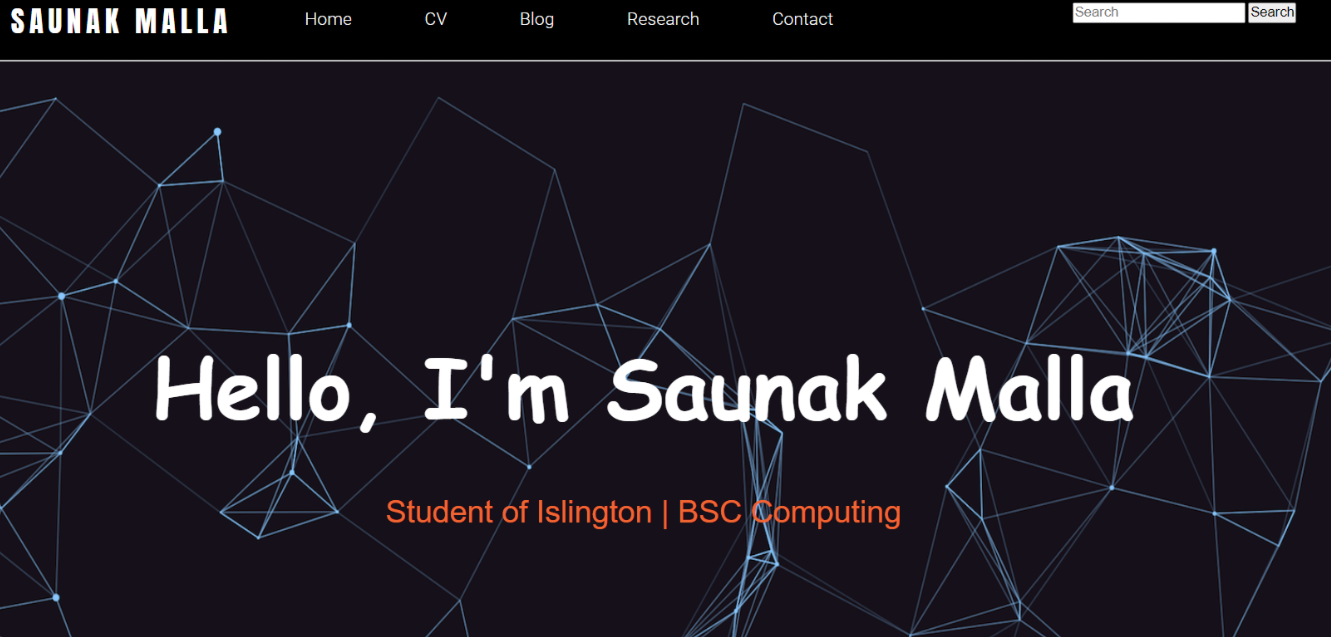 SAUNAK MALLA Home CV Blog Research Contact Search Search
Hello, I'm Saunak Malla
Student of Islington | BSC Computing